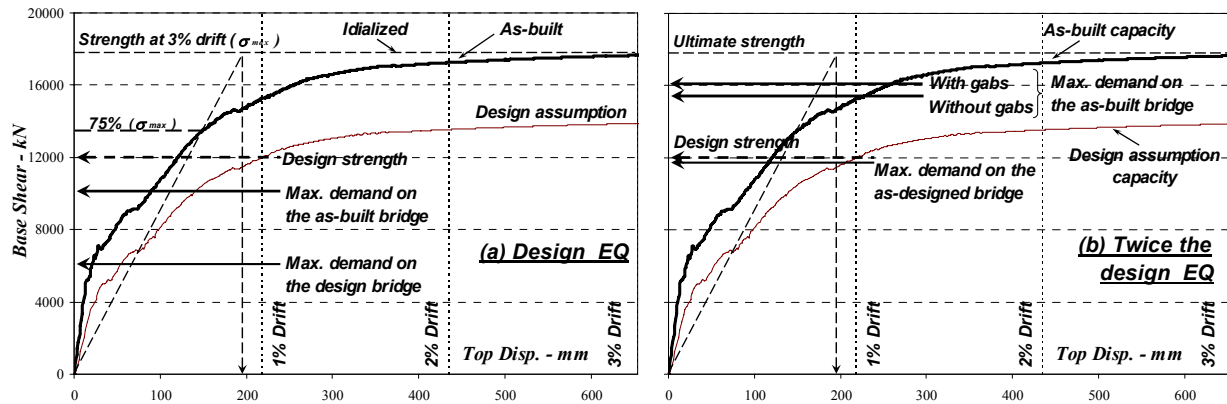 20000
16000
12000
8000
4000
0
Base Shear - kN
Strength at 3% drift (σmax)
Idialized
As-built
75% (σmax)
Design assumption
Design strength
Max. demand on
the as-built bridge
Max. demand on
the design bridge
(a) Design EQ
1% Drift
2% Drift
3% Drift
Top Disp. - mm
0 100 200 300 400 500 600
Ultimate strength
As-built capacity
With gabs
Without gabs
Max. demand on
the as-built bridge
Design strength
Max. demand on the
as-designed bridge
Design assumption
capacity
(b) Twice the
design EQ
1% Drift
2% Drift
3% Drift
Top Disp. - mm
0 100 200 300 400 500 600